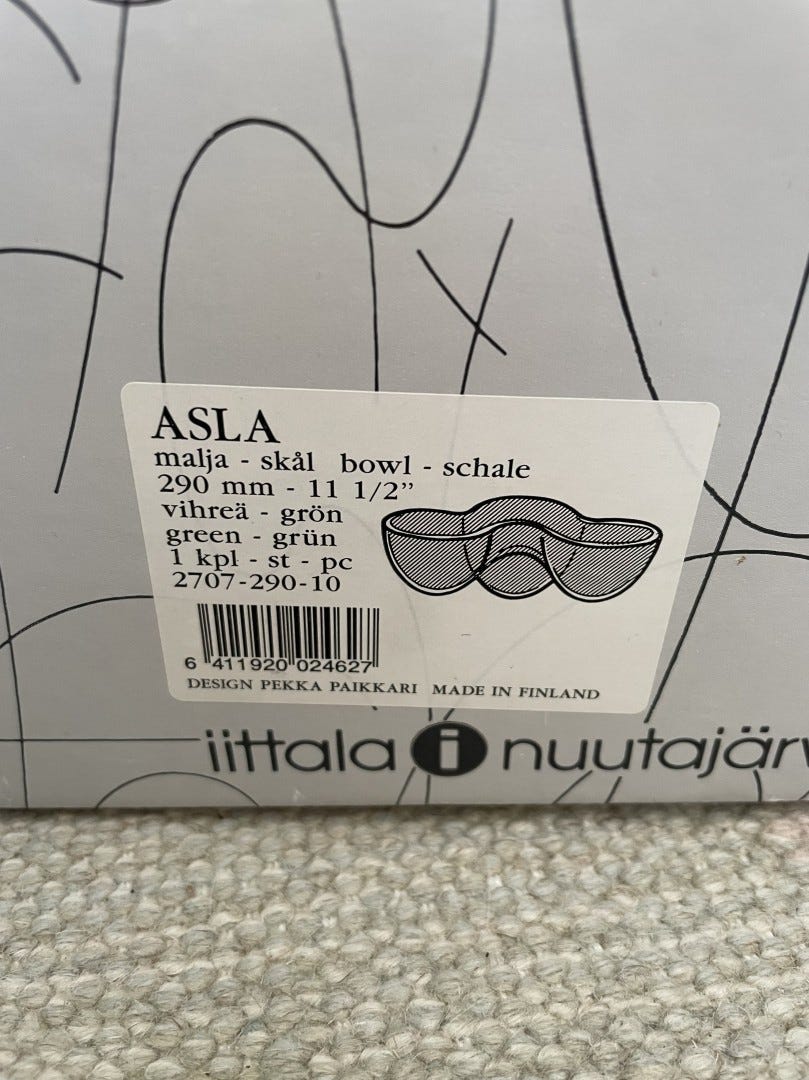 ASLA
malja - skål bowl - schale
290 mm - 11 1/2”
vihreä - grön
green - grün
1 kpl - st - pc
2707-290-10
6 411920 024627
DESIGN PEKKA PAIKKARI MADE IN FINLAND
iittala i nuutajärv